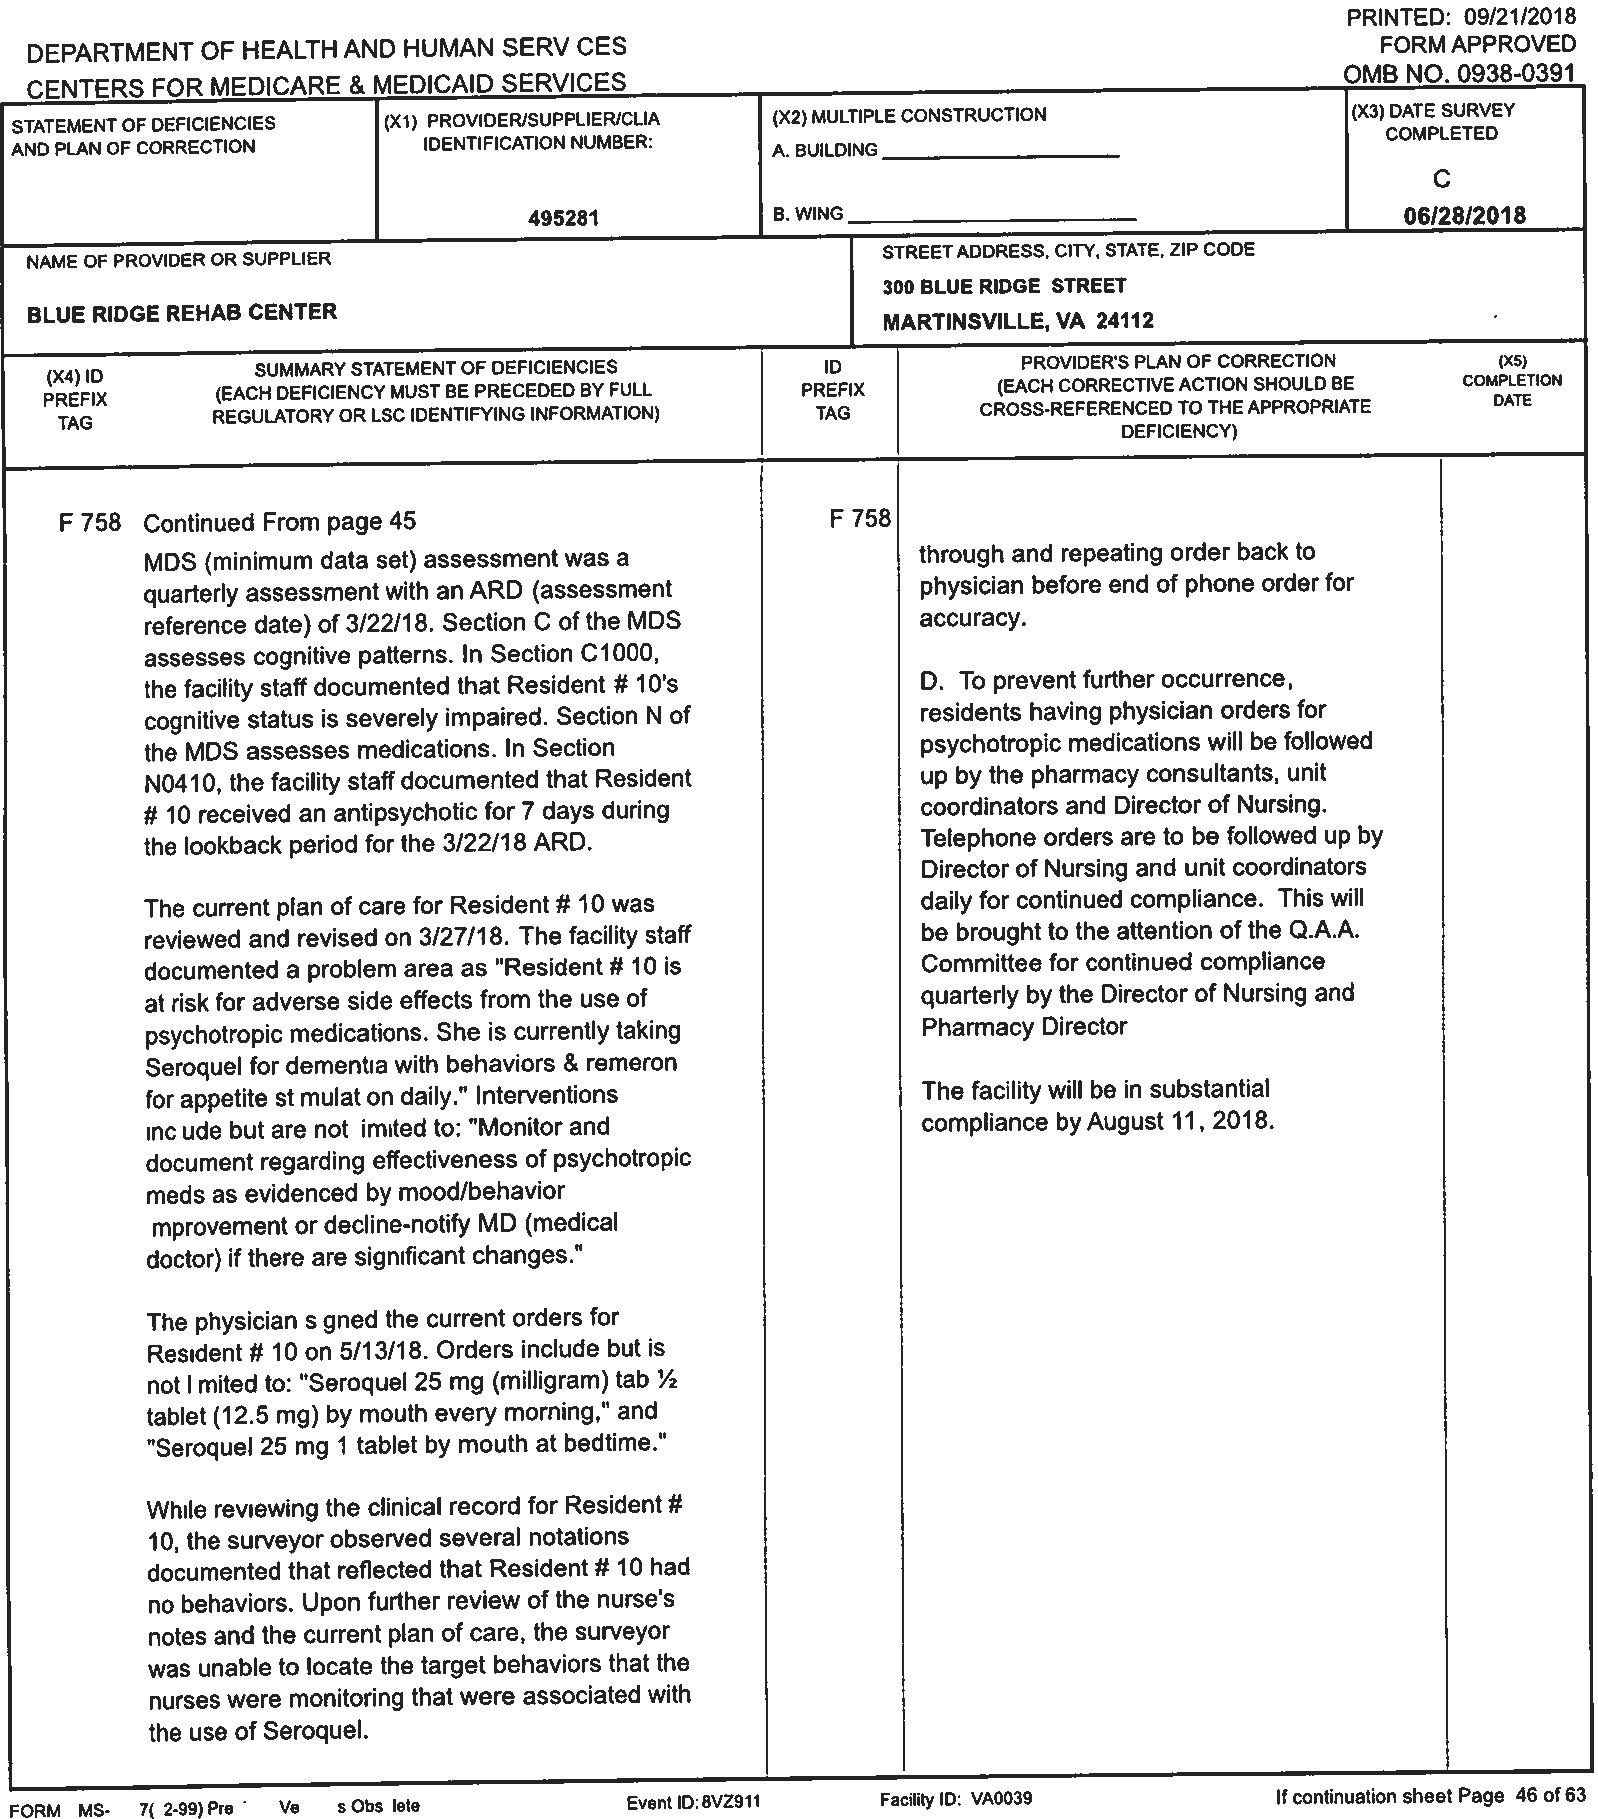 PRINTED: 09/21/2018
FORM APPROVED
OMB NO. 0938-0391
DEPARTMENT OF HEALTH AND HUMAN SERV CES
CENTERS FOR MEDICARE & MEDICAID SERVICES
STATEMENT OF DEFICIENCIES
AND PLAN OF CORRECTION
(X1) PROVIDER/SUPPLIER/CLIA
IDENTIFICATION NUMBER:
495281
(X2) MULTIPLE CONSTRUCTION
A. BUILDING
B. WING
(X3) DATE SURVEY
COMPLETED
C
06/28/2018
NAME OF PROVIDER OR SUPPLIER
BLUE RIDGE REHAB CENTER
STREET ADDRESS, CITY, STATE, ZIP CODE
300 BLUE RIDGE STREET
MARTINSVILLE, VA 24112
(X4) ID
PREFIX
TAG
SUMMARY STATEMENT OF DEFICIENCIES
(EACH DEFICIENCY MUST BE PRECEDED BY FULL
REGULATORY OR LSC IDENTIFYING INFORMATION)
ID
PREFIX
TAG
PROVIDER'S PLAN OF CORRECTION
(EACH CORRECTIVE ACTION SHOULD BE
CROSS-REFERENCED TO THE APPROPRIATE
DEFICIENCY)
(X5)
COMPLETION
DATE
F 758 Continued From page 45
MDS (minimum data set) assessment was a
quarterly assessment with an ARD (assessment
reference date) of 3/22/18. Section C of the MDS
assesses cognitive patterns. In Section C1000,
the facility staff documented that Resident # 10's
cognitive status is severely impaired. Section N of
the MDS assesses medications. In Section
N0410, the facility staff documented that Resident
# 10 received an antipsychotic for 7 days during
the lookback period for the 3/22/18 ARD.
The current plan of care for Resident # 10 was
reviewed and revised on 3/27/18. The facility staff
documented a problem area as "Resident # 10 is
at risk for adverse side effects from the use of
psychotropic medications. She is currently taking
Seroquel for dementia with behaviors & remeron
for appetite st mulat on daily." Interventions
inc ude but are not imited to: "Monitor and
document regarding effectiveness of psychotropic
meds as evidenced by mood/behavior
mprovement or decline-notify MD (medical
doctor) if there are significant changes."
The physician s gned the current orders for
Resident # 10 on 5/13/18. Orders include but is
not l mited to: "Seroquel 25 mg (milligram) tab ½
tablet (12.5 mg) by mouth every morning," and
"Seroquel 25 mg 1 tablet by mouth at bedtime."
While reviewing the clinical record for Resident #
10, the surveyor observed several notations
documented that reflected that Resident # 10 had
no behaviors. Upon further review of the nurse's
notes and the current plan of care, the surveyor
was unable to locate the target behaviors that the
nurses were monitoring that were associated with
the use of Seroquel.
F 758
through and repeating order back to
physician before end of phone order for
accuracy.
D. To prevent further occurrence,
residents having physician orders for
psychotropic medications will be followed
up by the pharmacy consultants, unit
coordinators and Director of Nursing.
Telephone orders are to be followed up by
Director of Nursing and unit coordinators
daily for continued compliance. This will
be brought to the attention of the Q.A.A.
Committee for continued compliance
quarterly by the Director of Nursing and
Pharmacy Director
The facility will be in substantial
compliance by August 11, 2018.
FORM MS- 7( 2-99) Pre Ve s Obs lete
Event ID: 8VZ911
Facility ID: VA0039
If continuation sheet Page 46 of 63